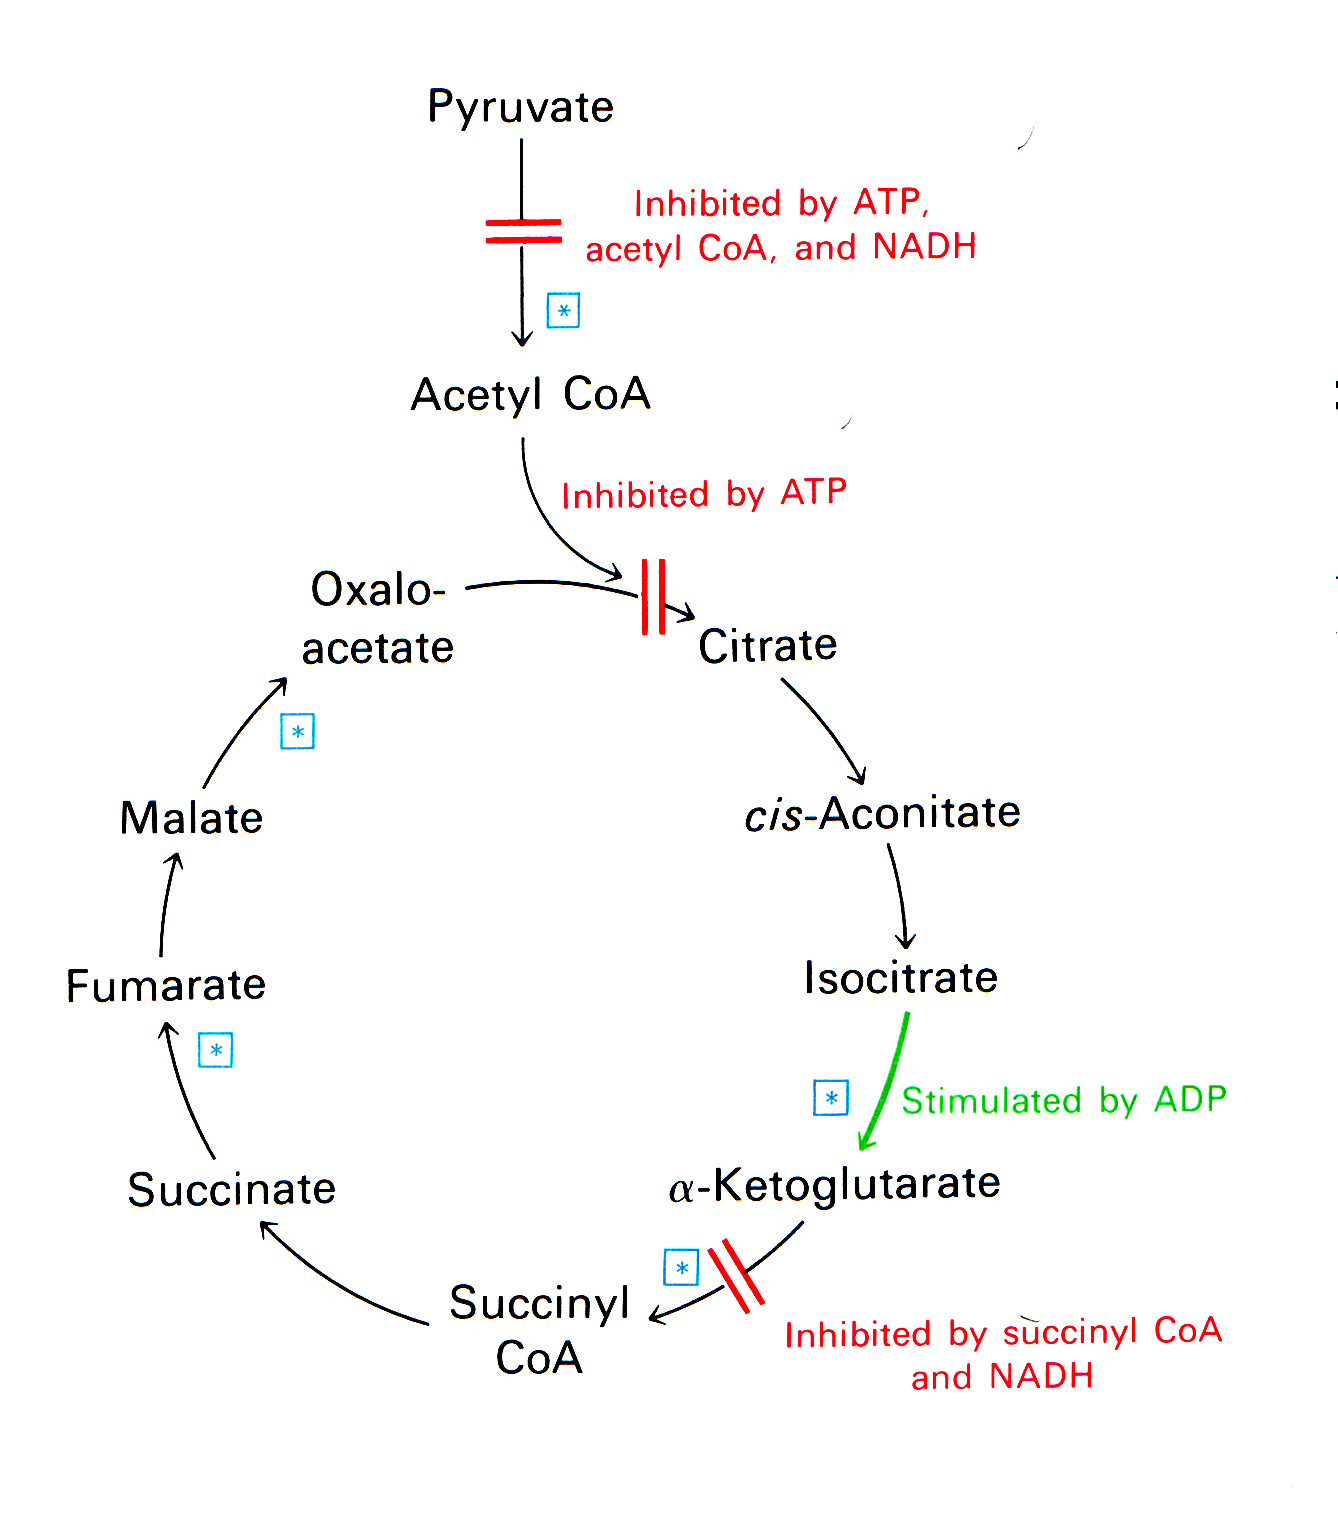 Pyruvate
Inhibited by ATP,
acetyl CoA, and NADH
*
Acetyl CoA
Inhibited by ATP
Oxalo-
acetate
Citrate
*
Malate
cis-Aconitate
Fumarate
Isocitrate
*
*
Stimulated by ADP
Succinate
α-Ketoglutarate
*
Succinyl
CoA
Inhibited by succinyl CoA
and NADH